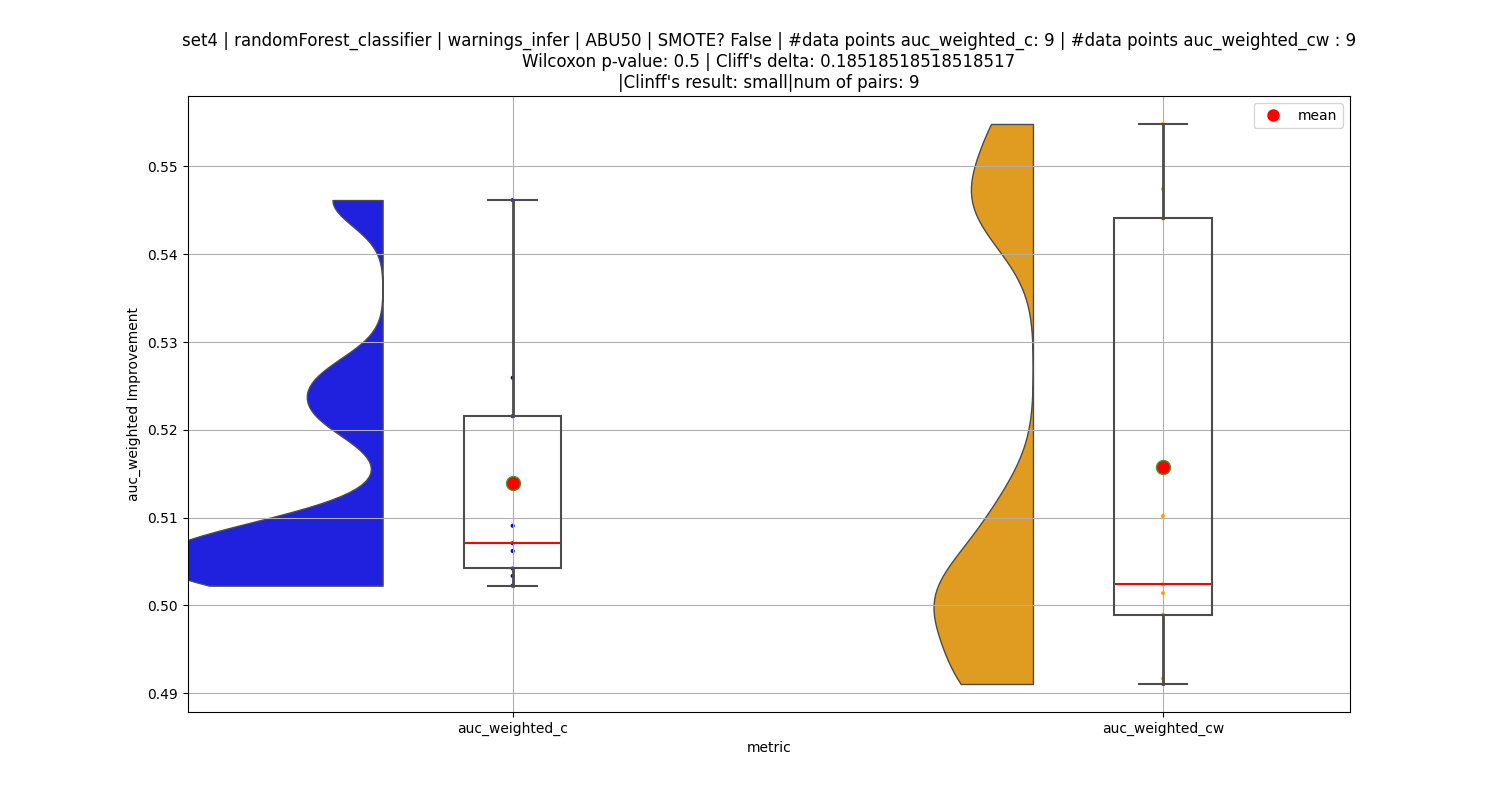 set4 | randomForest_classifier | warnings_infer | ABU50 | SMOTE? False | #data points auc_weighted_c: 9 | #data points auc_weighted_cw : 9
Wilcoxon p-value: 0.5 | Cliff's delta: 0.18518518518518517
|Clinff's result: small|num of pairs: 9
mean
0.55
0.54
0.53
0.52
0.51
0.50
0.49
auc_weighted Improvement
auc_weighted_c
auc_weighted_cw
metric